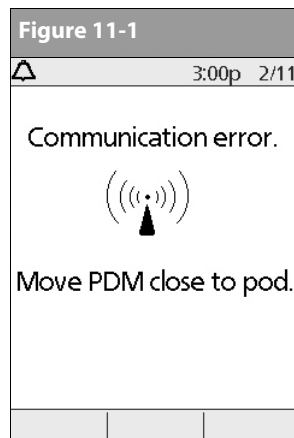 Figure 11-1
3:00p 2/11
Communication error.
Move PDM close to pod.